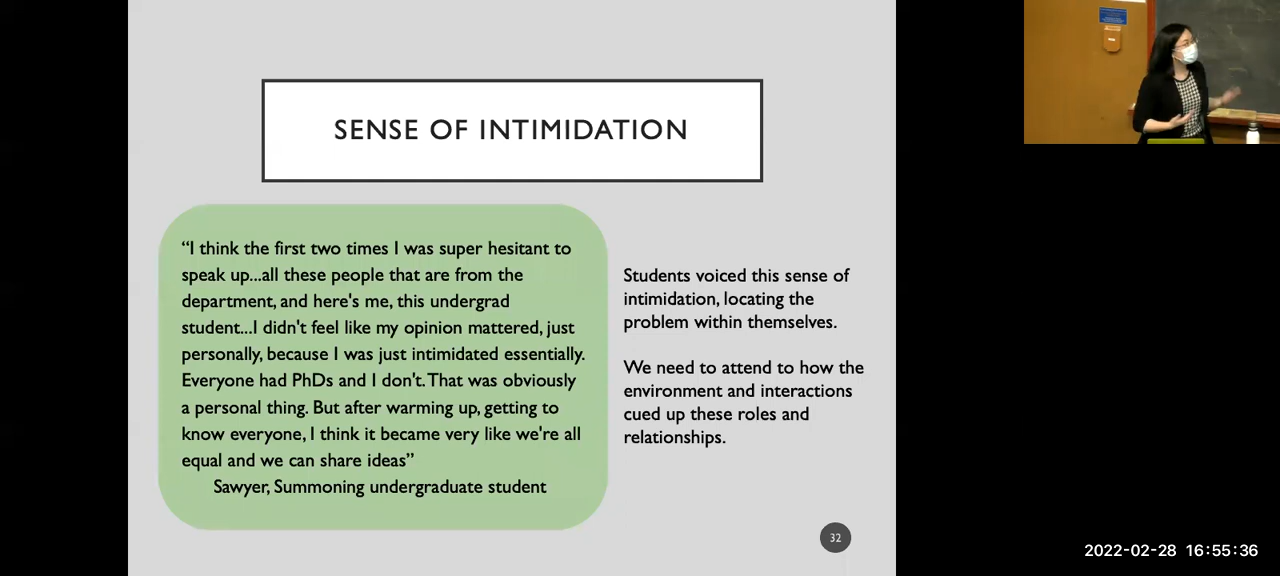 SENSE OF INTIMIDATION
“I think the first two times I was super hesitant to
speak up...all these people that are from the
department, and here's me, this undergrad
student...I didn't feel like my opinion mattered, just
personally, because I was just intimidated essentially.
Everyone had PhDs and I don't. That was obviously
a personal thing. But after warming up, getting to
know everyone, I think it became very like we're all
equal and we can share ideas”
Sawyer, Summoning undergraduate student
Students voiced this sense of
intimidation, locating the
problem within themselves.
We need to attend to how the
environment and interactions
cued up these roles and
relationships.
32
2022-02-28 16:55:36